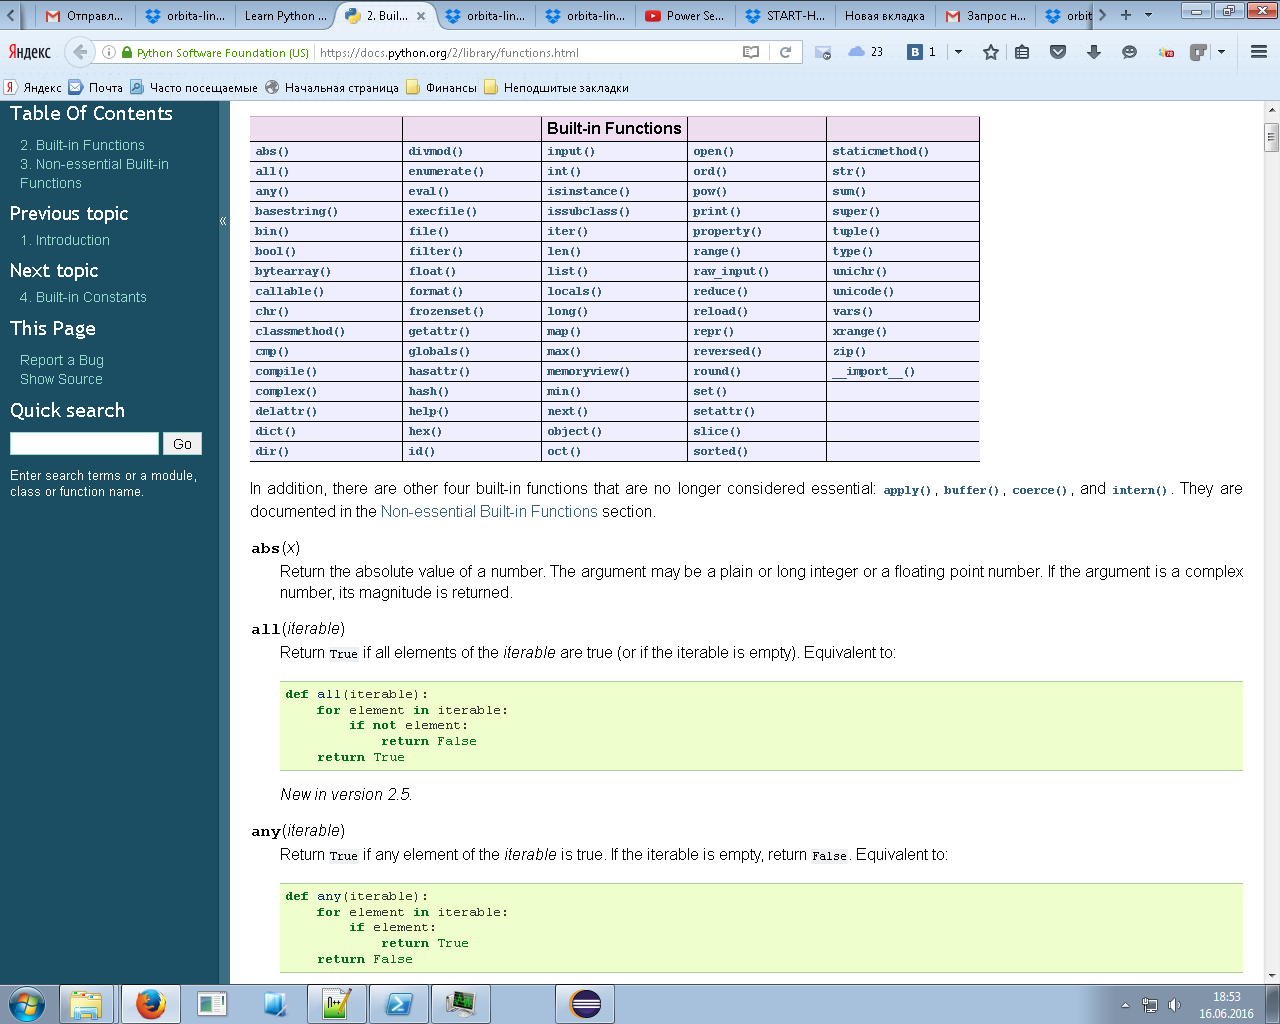 Отправл...
orbita-lin...
Learn Python ...
2. Buil...
orbita-lin...
orbita-lin...
Power Se...
START-H...
Новая вкладка
Запрос н...
orbit
Яндекс
Python Software Foundation (US)
https://docs.python.org/2/library/functions.html
23
B 1
Яндекс
Почта
Часто посещаемые
Начальная страница
Финансы
Неподшитые закладки
Table Of Contents
2. Built-in Functions
3. Non-essential Built-in
Functions
Previous topic
1. Introduction
Next topic
4. Built-in Constants
This Page
Report a Bug
Show Source
Quick search
Go
Enter search terms or a module,
class or function name.
«
Built-in Functions
abs() divmod() input() open() staticmethod()
all() enumerate() int() ord() str()
any() eval() isinstance() pow() sum()
basestring() execfile() issubclass() print() super()
bin() file() iter() property() tuple()
bool() filter() len() range() type()
bytearray() float() list() raw_input() unichr()
callable() format() locals() reduce() unicode()
chr() frozenset() long() reload() vars()
classmethod() getattr() map() repr() xrange()
cmp() globals() max() reversed() zip()
compile() hasattr() memoryview() round() __import__()
complex() hash() min() set()
delattr() help() next() setattr()
dict() hex() object() slice()
dir() id() oct() sorted()
In addition, there are other four built-in functions that are no longer considered essential: apply(), buffer(), coerce(), and intern(). They are
documented in the Non-essential Built-in Functions section.
abs(x)
Return the absolute value of a number. The argument may be a plain or long integer or a floating point number. If the argument is a complex
number, its magnitude is returned.
all(iterable)
Return True if all elements of the iterable are true (or if the iterable is empty). Equivalent to:
def all(iterable):
for element in iterable:
if not element:
return False
return True
New in version 2.5.
any(iterable)
Return True if any element of the iterable is true. If the iterable is empty, return False. Equivalent to:
def any(iterable):
for element in iterable:
if element:
return True
return False
18:53
16.06.2016